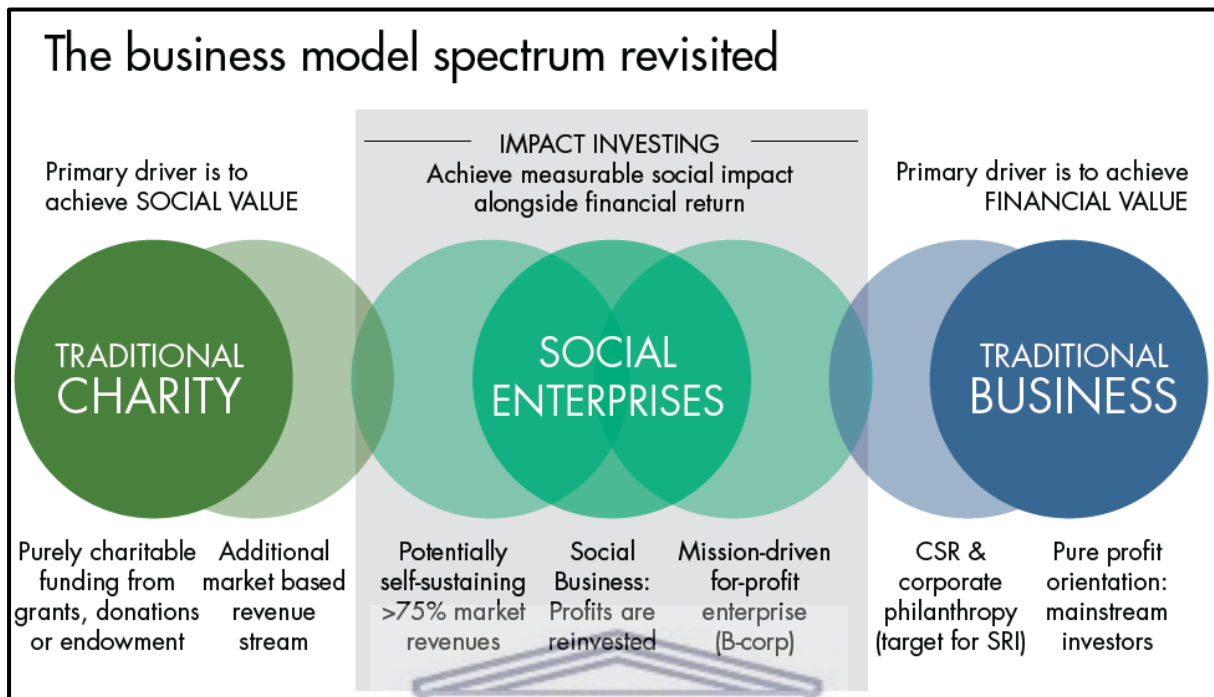 The business model spectrum revisited
IMPACT INVESTING
Achieve measurable social impact
alongside financial return
Primary driver is to
achieve SOCIAL VALUE
Primary driver is to achieve
FINANCIAL VALUE
TRADITIONAL
CHARITY
SOCIAL
ENTERPRISES
TRADITIONAL
BUSINESS
Purely charitable
funding from
grants, donations
or endowment
Additional
market based
revenue
stream
Potentially
self-sustaining
>75% market
revenues
Social
Business:
Profits are
reinvested
Mission-driven
for-profit
enterprise
(B-corp)
CSR &
corporate
philanthropy
(target for SRI)
Pure profit
orientation:
mainstream
investors